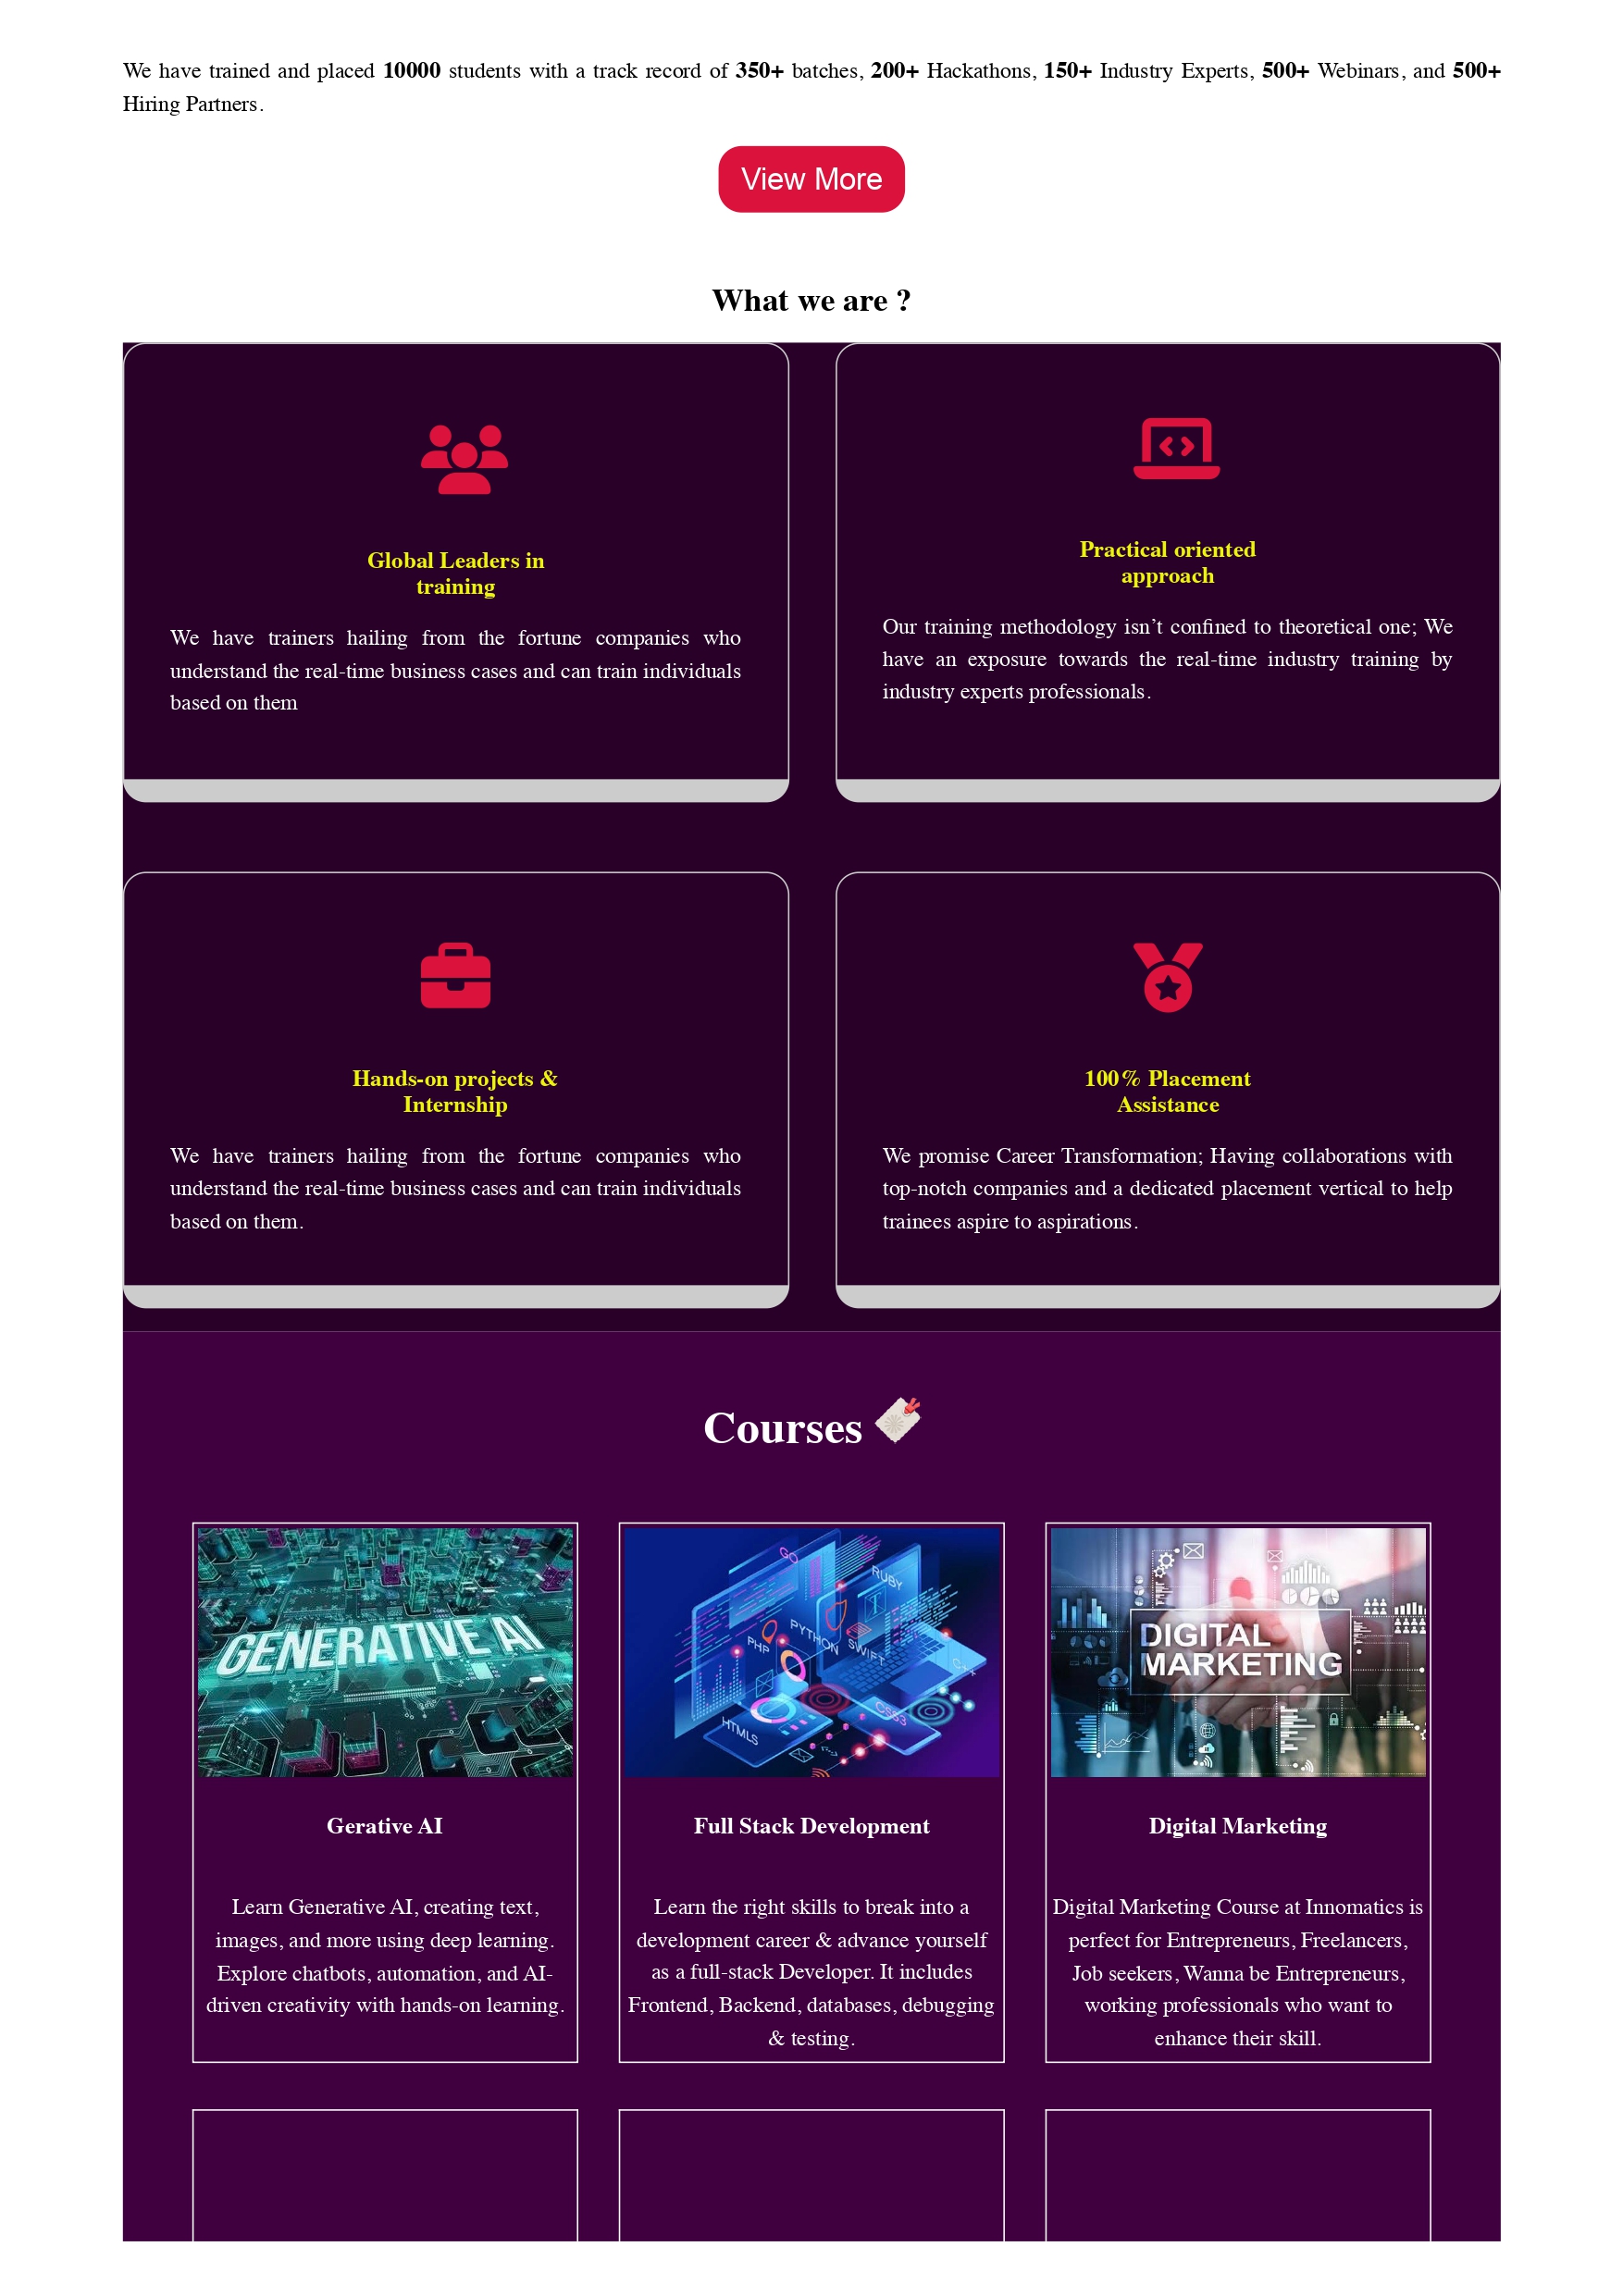 We have trained and placed 10000 students with a track record of 350+ batches, 200+ Hackathons, 150+ Industry Experts, 500+ Webinars, and 500+
Hiring Partners.
View More
What we are ?
Global Leaders in
training
We have trainers hailing from the fortune companies who
understand the real-time business cases and can train individuals
based on them
Practical oriented
approach
Our training methodology isn’t confined to theoretical one; We
have an exposure towards the real-time industry training by
industry experts professionals.
Hands-on projects &
Internship
We have trainers hailing from the fortune companies who
understand the real-time business cases and can train individuals
based on them.
100% Placement
Assistance
We promise Career Transformation; Having collaborations with
top-notch companies and a dedicated placement vertical to help
trainees aspire to aspirations.
Courses
GENERATIVE AI
Gerative AI
Learn Generative AI, creating text,
images, and more using deep learning.
Explore chatbots, automation, and AI-
driven creativity with hands-on learning.
GO
RUBY
PYTHON
PHP
SWIFT
C++
CSS3
HTML5
Full Stack Development
Learn the right skills to break into a
development career & advance yourself
as a full-stack Developer. It includes
Frontend, Backend, databases, debugging
& testing.
DIGITAL
MARKETING
Digital Marketing
Digital Marketing Course at Innomatics is
perfect for Entrepreneurs, Freelancers,
Job seekers, Wanna be Entrepreneurs,
working professionals who want to
enhance their skill.